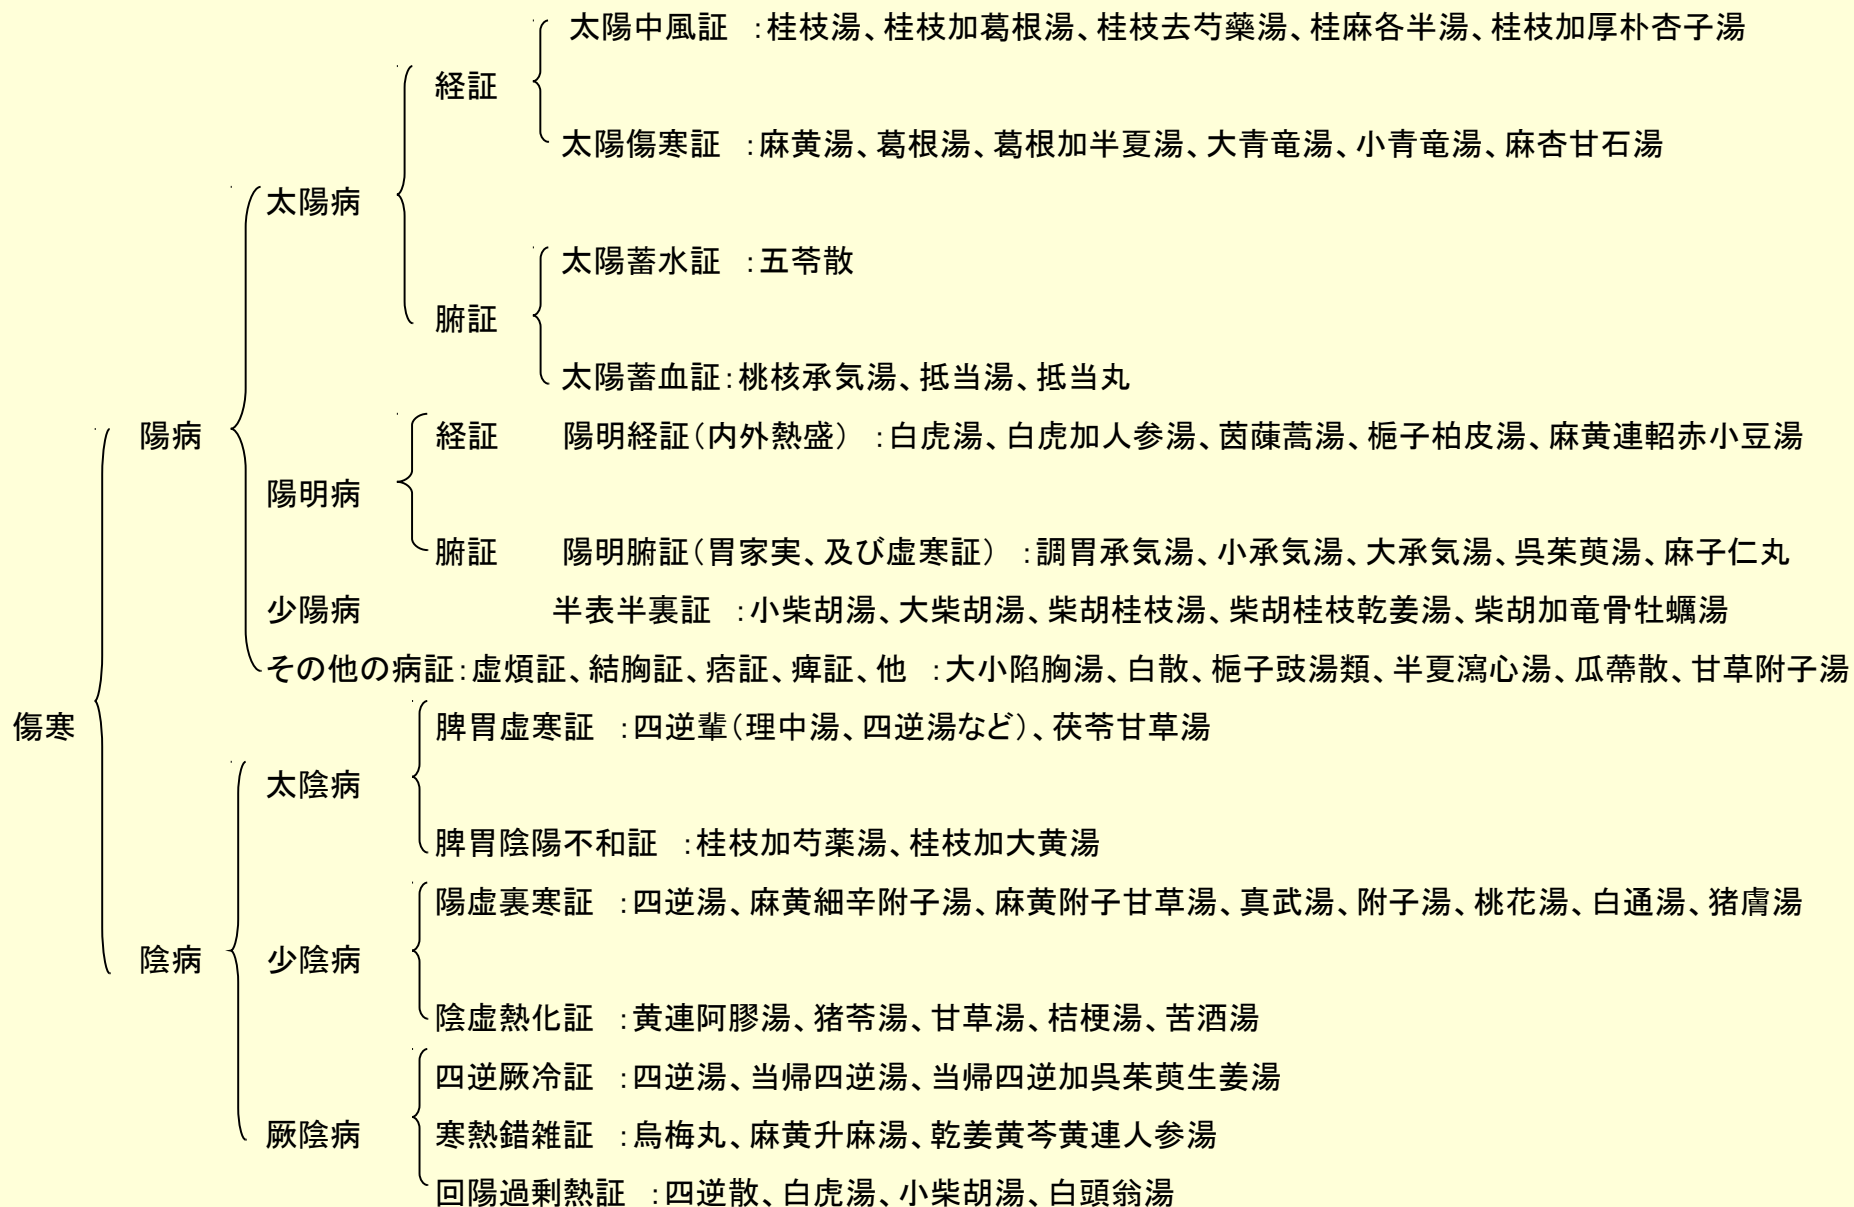 太陽中風証 :桂枝湯、桂枝加葛根湯、桂枝去芍藥湯、桂麻各半湯、桂枝加厚朴杏子湯
経証
太陽傷寒証 :麻黄湯、葛根湯、葛根加半夏湯、大青竜湯、小青竜湯、麻杏甘石湯
太陽病
太陽蓄水証 :五苓散
腑証
太陽蓄血証:桃核承気湯、抵当湯、抵当丸
陽病
経証 陽明経証(内外熱盛) :白虎湯、白虎加人参湯、茵蔯蒿湯、梔子柏皮湯、麻黄連軺赤小豆湯
陽明病
腑証 陽明腑証(胃家実、及び虚寒証) :調胃承気湯、小承気湯、大承気湯、呉茱萸湯、麻子仁丸
少陽病 半表半裏証 :小柴胡湯、大柴胡湯、柴胡桂枝湯、柴胡桂枝乾姜湯、柴胡加竜骨牡蠣湯
その他の病証:虚煩証、結胸証、痞証、痺証、他 :大小陷胸湯、白散、梔子豉湯類、半夏瀉心湯、瓜蔕散、甘草附子湯
傷寒
脾胃虚寒証 :四逆輩(理中湯、四逆湯など)、茯苓甘草湯
太陰病
脾胃陰陽不和証 :桂枝加芍薬湯、桂枝加大黄湯
陽虚裏寒証 :四逆湯、麻黄細辛附子湯、麻黄附子甘草湯、真武湯、附子湯、桃花湯、白通湯、猪膚湯
陰病
少陰病
陰虚熱化証 :黄連阿膠湯、猪苓湯、甘草湯、桔梗湯、苦酒湯
四逆厥冷証 :四逆湯、当帰四逆湯、当帰四逆加呉茱萸生姜湯
厥陰病
寒熱錯雑証 :烏梅丸、麻黄升麻湯、乾姜黄芩黄連人参湯
回陽過剰熱証 :四逆散、白虎湯、小柴胡湯、白頭翁湯